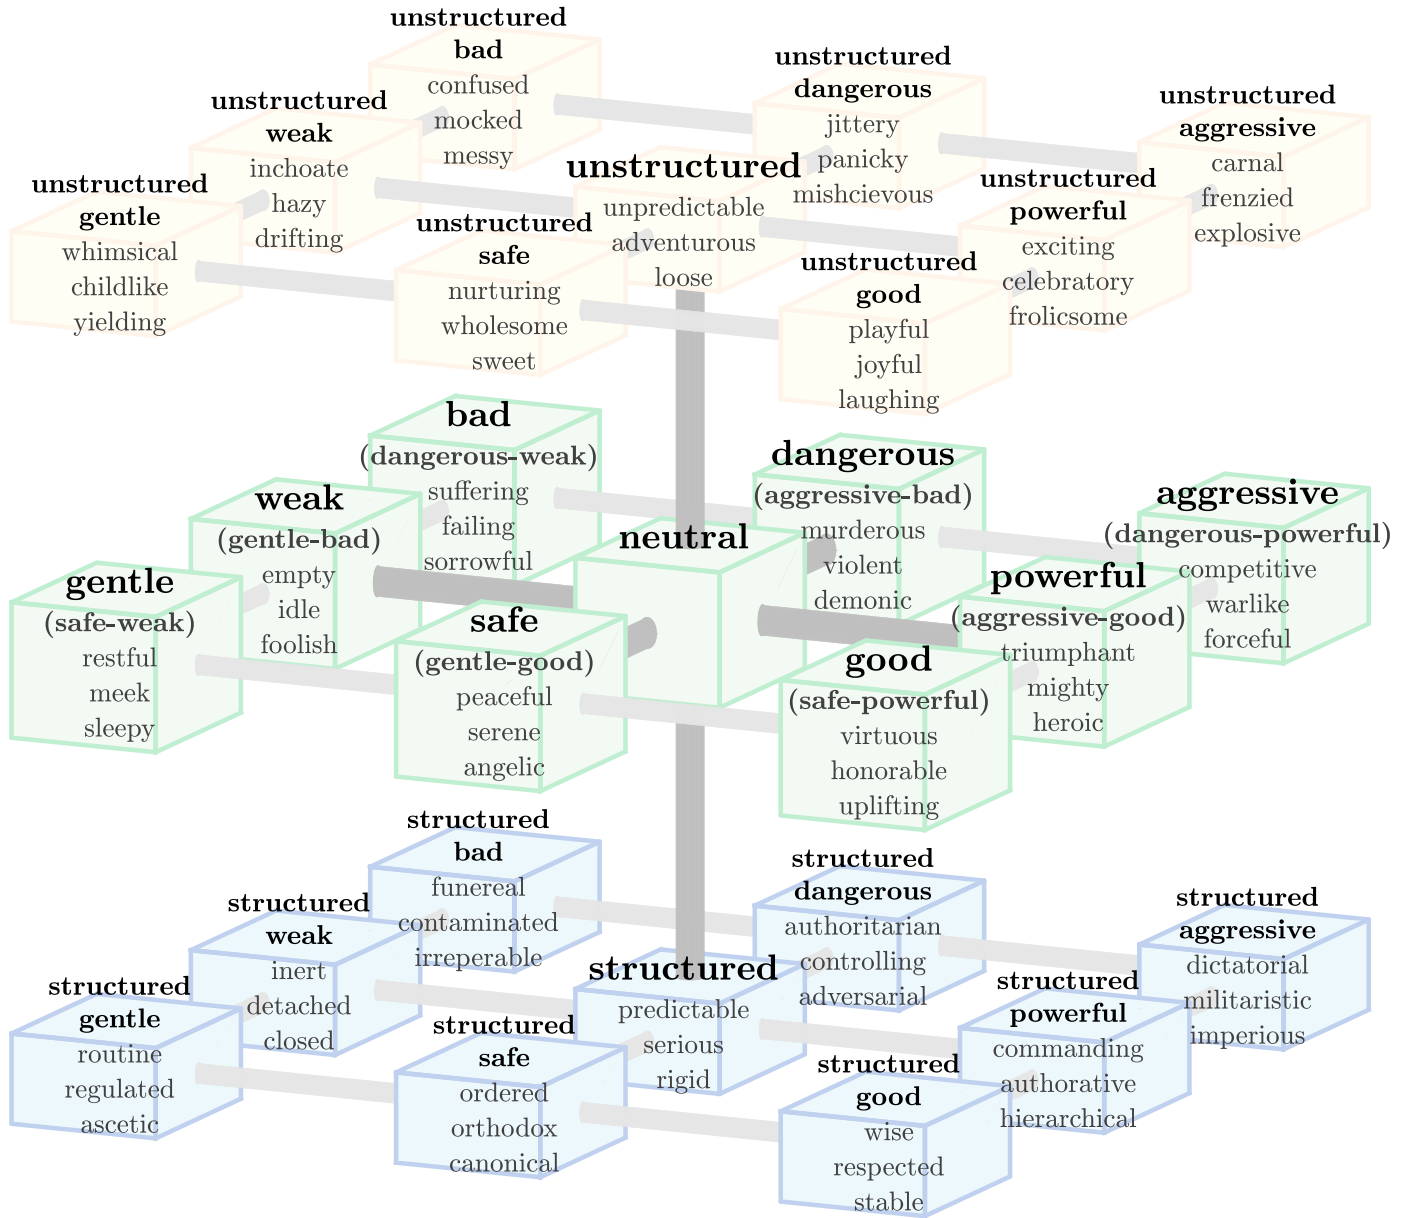 unstructured
bad
confused
mocked
messy
unstructured
dangerous
jittery
panicky
mishcievous
unstructured
aggressive
carnal
frenzied
explosive
unstructured
weak
inchoate
hazy
drifting
unstructured
unpredictable
adventurous
loose
unstructured
powerful
exciting
celebratory
frolicsome
unstructured
gentle
whimsical
childlike
yielding
unstructured
safe
nurturing
wholesome
sweet
unstructured
good
playful
joyful
laughing
bad
(dangerous-weak)
suffering
failing
sorrowful
dangerous
(aggressive-bad)
murderous
violent
demonic
aggressive
(dangerous-powerful)
competitive
warlike
forceful
weak
(gentle-bad)
empty
idle
foolish
neutral
powerful
(aggressive-good)
triumphant
mighty
heroic
gentle
(safe-weak)
restful
meek
sleepy
safe
(gentle-good)
peaceful
serene
angelic
good
(safe-powerful)
virtuous
honorable
uplifting
structured
bad
funereal
contaminated
irreperable
structured
dangerous
authoritarian
controlling
adversarial
structured
aggressive
dictatorial
militaristic
imperious
structured
weak
inert
detached
closed
structured
predictable
serious
rigid
structured
powerful
commanding
authorative
hierarchical
structured
gentle
routine
regulated
ascetic
structured
safe
ordered
orthodox
canonical
structured
good
wise
respected
stable